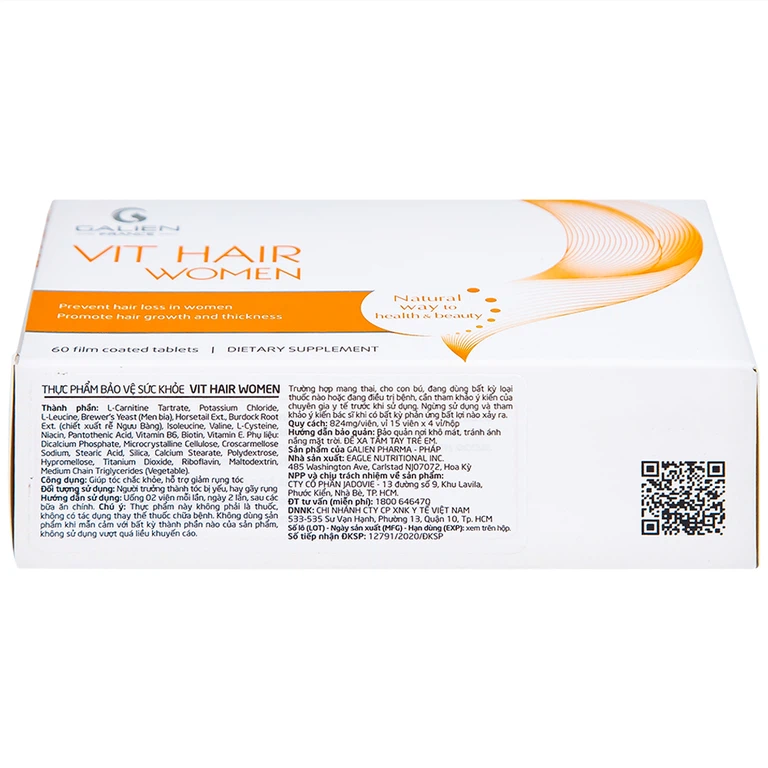 GALIEN
FRANCE
VIT HAIR
WOMEN
Prevent hair loss in women
Promote hair growth and thickness
Natural
way to
health & beauty
60 film coated tablets | DIETARY SUPPLEMENT
THỰC PHẨM BẢO VỆ SỨC KHỎE VIT HAIR WOMEN
Thành phần: L-Carnitine Tartrate, Potassium Chloride,
L-Leucine, Brewer's Yeast (Men bia), Horsetail Ext., Burdock Root
Ext. (chiết xuất rễ Ngưu Bàng), Isoleucine, Valine, L-Cysteine,
Niacin, Pantothenic Acid, Vitamin B6, Biotin, Vitamin E. Phụ liệu:
Dicalcium Phosphate, Microcrystalline Cellulose, Croscarmellose
Sodium, Stearic Acid, Silica, Calcium Stearate, Polydextrose,
Hypromellose, Titanium Dioxide, Riboflavin, Maltodextrin,
Medium Chain Triglycerides (Vegetable).
Công dụng: Giúp tóc chắc khỏe, hỗ trợ giảm rụng tóc
Đối tượng sử dụng: Người trưởng thành tóc bị yếu, hay gãy rụng
Hướng dẫn sử dụng: Uống 02 viên mỗi lần, ngày 2 lần, sau các
bữa ăn chính. Chú ý: Thực phẩm này không phải là thuốc,
không có tác dụng thay thế thuốc chữa bệnh. Không dùng sản
phẩm khi mẫn cảm với bất kỳ thành phần nào của sản phẩm,
không sử dụng vượt quá liều khuyến cáo.
Trường hợp mang thai, cho con bú, đang dùng bất kỳ loại
thuốc nào hoặc đang điều trị bệnh, cần tham khảo ý kiến của
chuyên gia y tế trước khi sử dụng. Ngừng sử dụng và tham
khảo ý kiến bác sĩ khi có bất kỳ phản ứng bất lợi nào xảy ra.
Quy cách: 824mg/viên, vỉ 15 viên x 4 vỉ/hộp
Hướng dẫn bảo quản: Bảo quản nơi khô mát, tránh ánh
nắng mặt trời. ĐỂ XA TẦM TAY TRẺ EM.
Sản phẩm của GALIEN PHARMA - PHÁP
Nhà sản xuất: EAGLE NUTRITIONAL INC.
485 Washington Ave, Carlstad NJ07072, Hoa Kỳ
NPP và chịu trách nhiệm về sản phẩm:
CTY CỔ PHẦN JADOVIE - 13 đường số 9, Khu Lavila,
Phước Kiển, Nhà Bè, TP. HCM.
ĐT tư vấn (miễn phí): 1800 646470
DNNK: CHI NHÁNH CTY CP XNK Y TẾ VIỆT NAM
533-535 Sư Vạn Hạnh, Phường 13, Quận 10, Tp. HCM
Số lô (LOT) - Ngày sản xuất (MFG) - Hạn dùng (EXP): xem trên hộp.
Số tiếp nhận ĐKSP: 12791/2020/ĐKSP